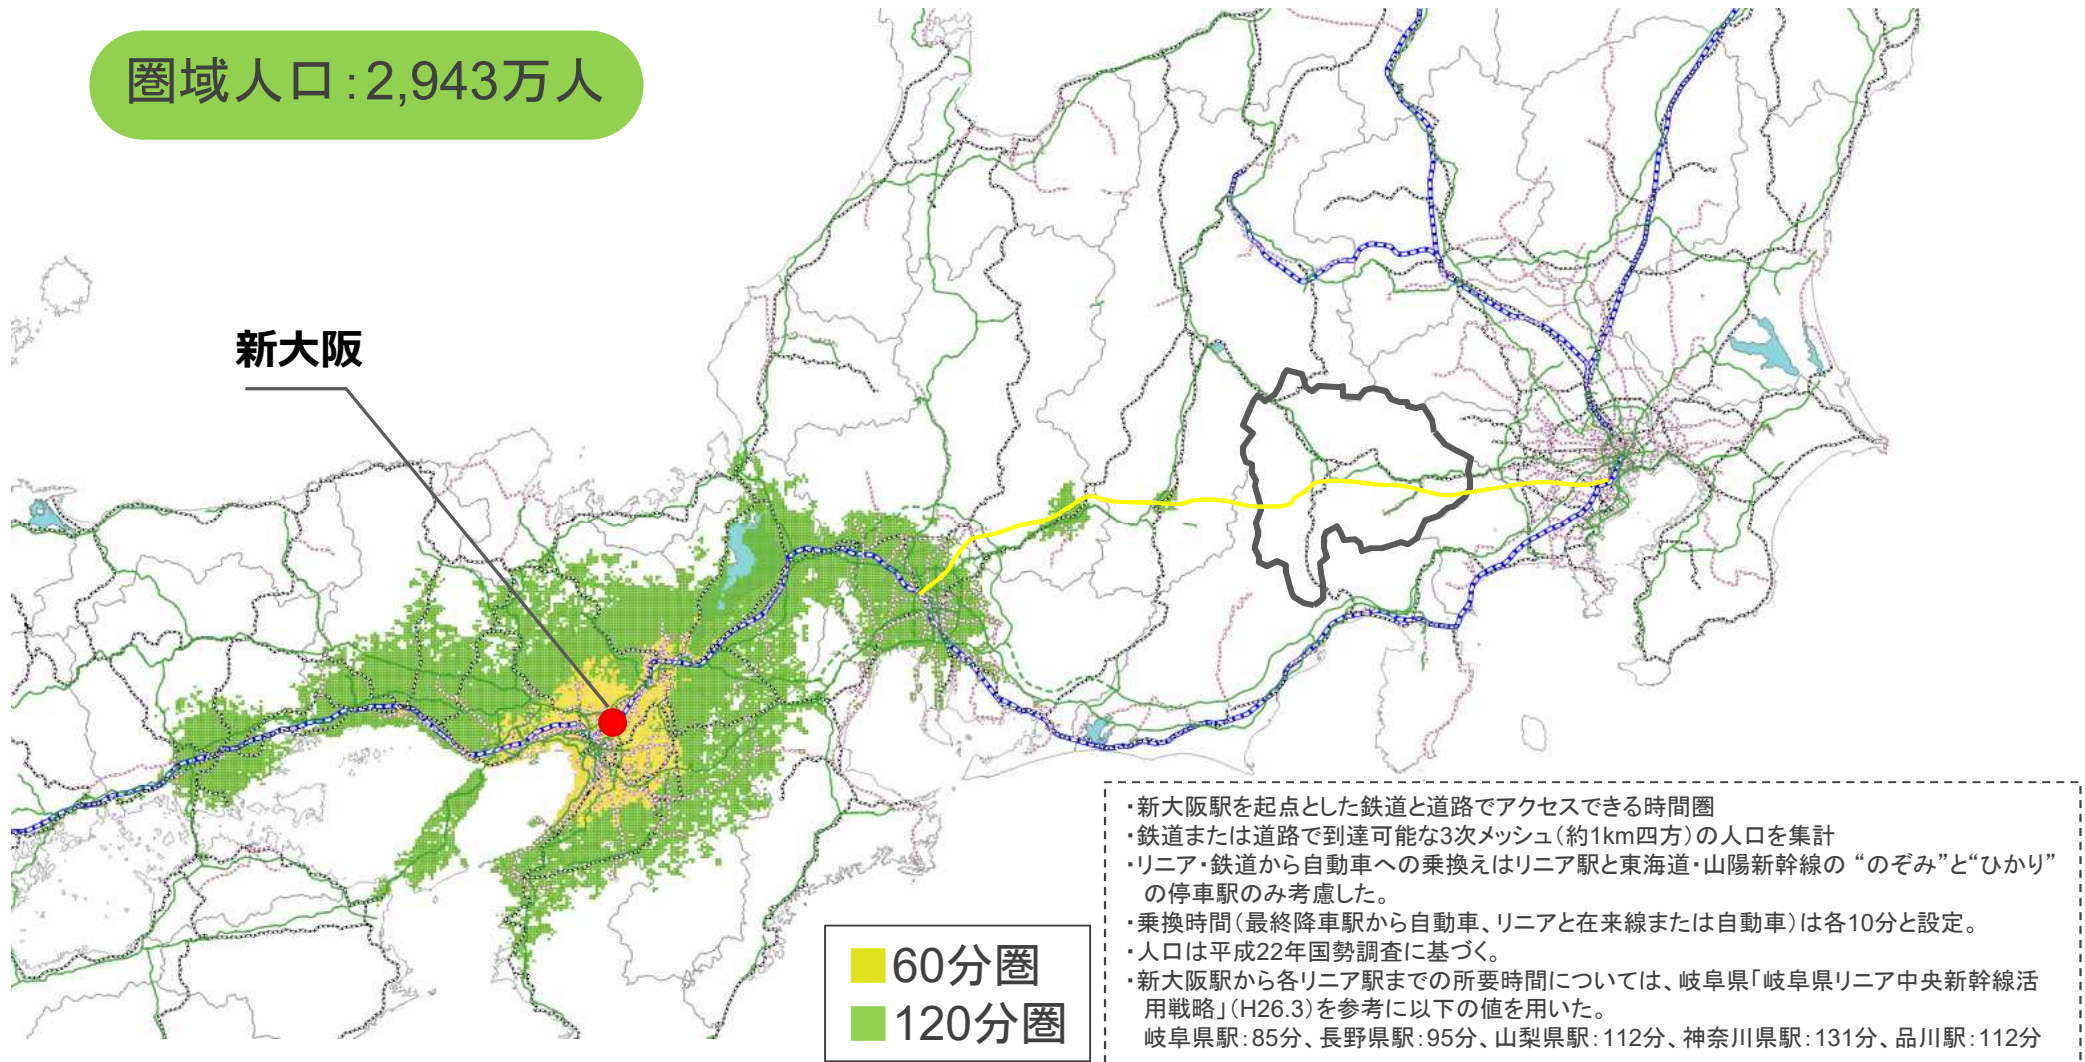 圏域人口：2,943万人
新大阪
60分圏
120分圏
・新大阪駅を起点とした鉄道と道路でアクセスできる時間圏
・鉄道または道路で到達可能な3次メッシュ（約1km四方）の人口を集計
・リニア・鉄道から自動車への乗換えはリニア駅と東海道・山陽新幹線の “のぞみ”と“ひかり”
の停車駅のみ考慮した。
・乗換時間（最終降車駅から自動車、リニアと在来線または自動車）は各10分と設定。
・人口は平成22年国勢調査に基づく。
・新大阪駅から各リニア駅までの所要時間については、岐阜県「岐阜県リニア中央新幹線活
用戦略」（H26.3）を参考に以下の値を用いた。
岐阜県駅：85分、長野県駅：95分、山梨県駅：112分、神奈川県駅：131分、品川駅：112分